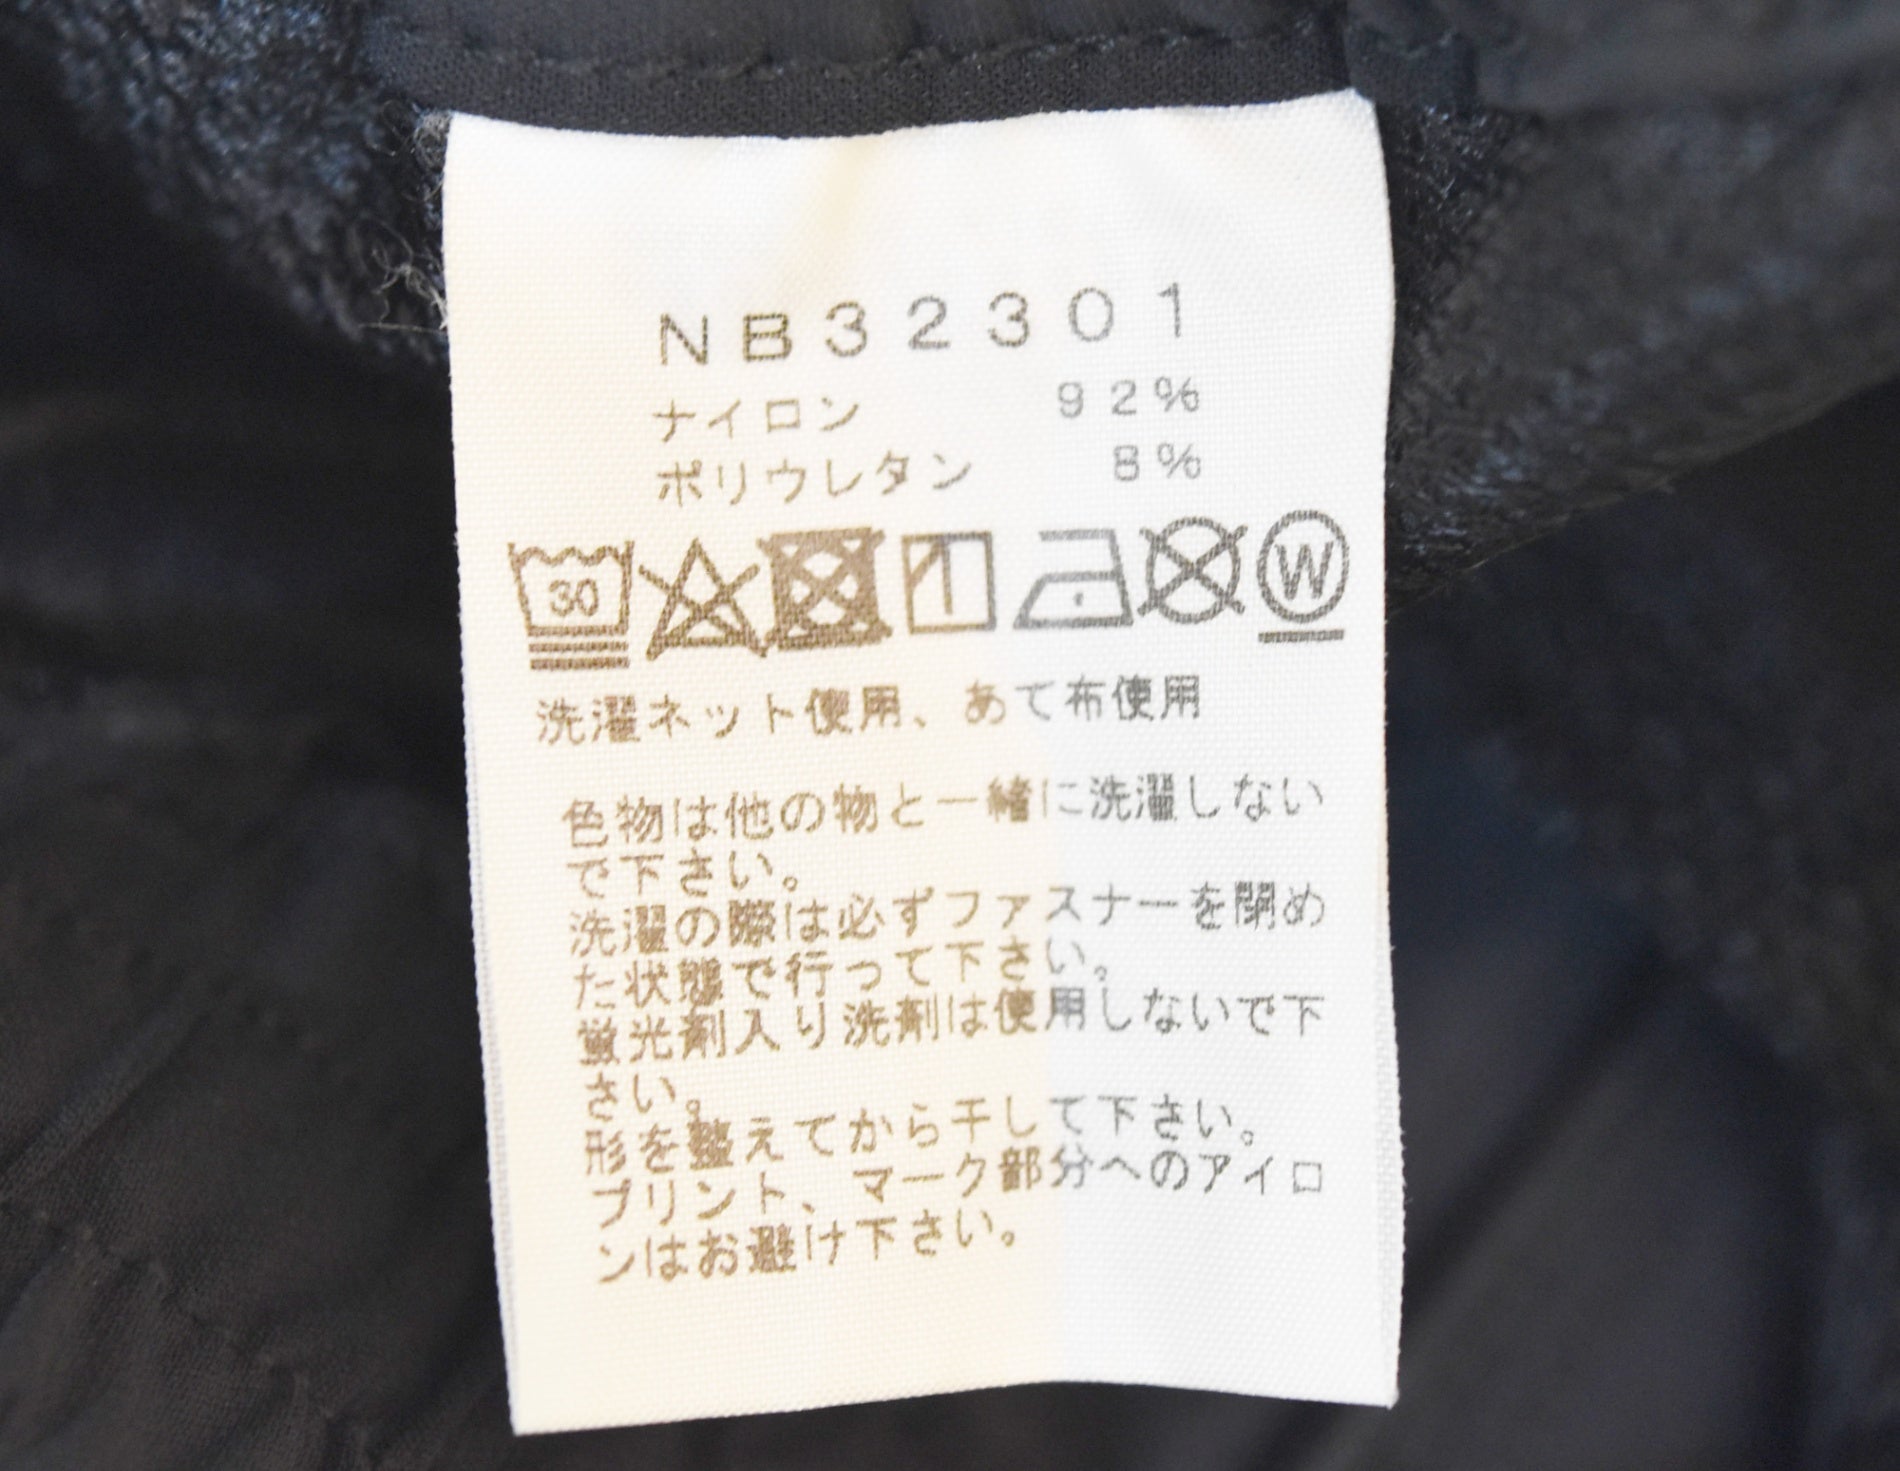 NB32301
ナイロン 92%
ポリウレタン 8%
30 W
洗濯ネット使用、あて布使用
色物は他の物と一緒に洗濯しない
で下さい。
洗濯の際は必ずファスナーを閉め
た状態で行って下さい。
蛍光剤入り洗剤は使用しないで下
さい。
形を整えてから干して下さい。
プリント、マーク部分へのアイロ
ンはお避け下さい。